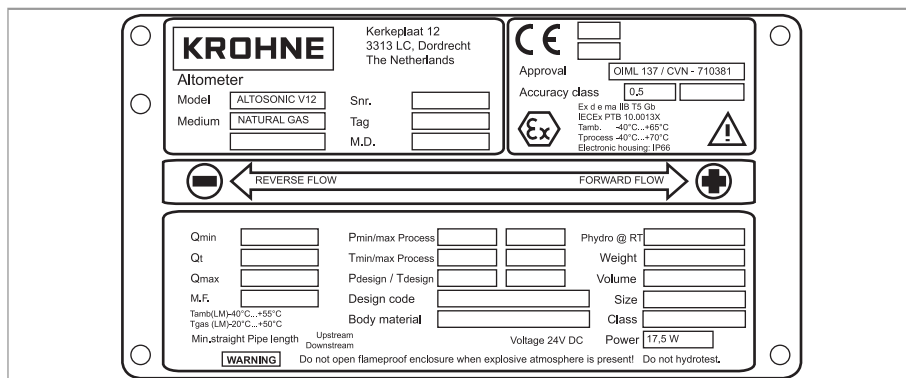 KROHNE
Kerkeplaat 12
3313 LC, Dordrecht
The Netherlands
Altometer
Model ALTOSONIC V12
Medium NATURAL GAS
Snr.
Tag
M.D.
CE
Approval OIML 137 / CVN - 710381
Accuracy class 0,5
Ex
Ex d e ma IIB T5 Gb
IECEx PTB 10.0013X
Tamb. -40°C...+65°C
Tprocess -40°C...+70°C
Electronic housing: IP66
REVERSE FLOW FORWARD FLOW
Qmin Pmin/max Process Phydro @ RT
Qt Tmin/max Process Weight
Qmax Pdesign / Tdesign Volume
M.F. Design code Size
Tamb(LM)-40°C...+55°C
Tgas (LM)-20°C...+50°C
Body material Class
Min.straight Pipe length Upstream
Downstream
Voltage 24V DC Power 17,5 W
WARNING Do not open flameproof enclosure when explosive atmosphere is present! Do not hydrotest.